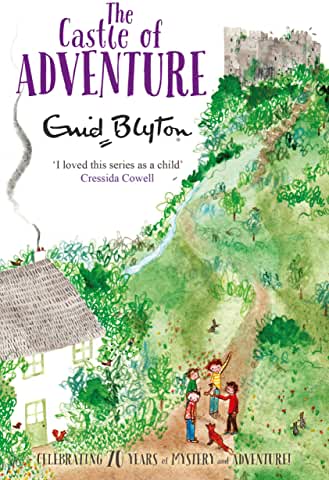 The
Castle of
ADVENTURE
Enid Blyton
‘I loved this series as a child’
Cressida Cowell
CELEBRATING 70 YEARS of MYSTERY and ADVENTURE!